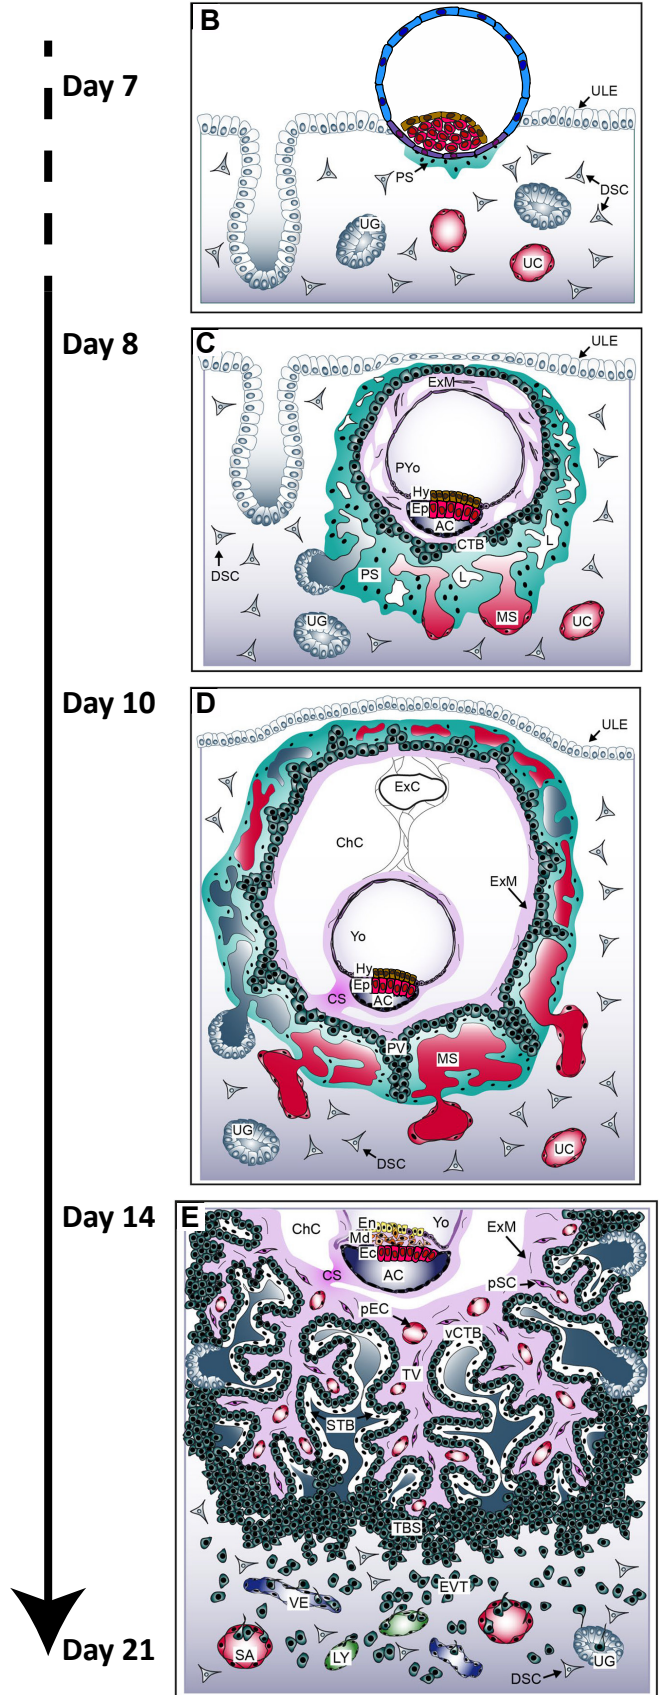 B
Day 7
ULE
PS
DSC
UG
UC
Day 8
C
ULE
ExM
PYo
Hy
Ep
AC
CTB
L
DSC
PS
L
UG
MS
UC
Day 10
D
ULE
ExC
ChC
ExM
Yo
Hy
Ep
CS
AC
PV
MS
UG
DSC
UC
Day 14
E
ChC
En
Yo
ExM
Md
Ec
CS
AC
pSC
pEC
vCTB
TV
STB
TBS
EVT
VE
Day 21
SA
LY
DSC
UG